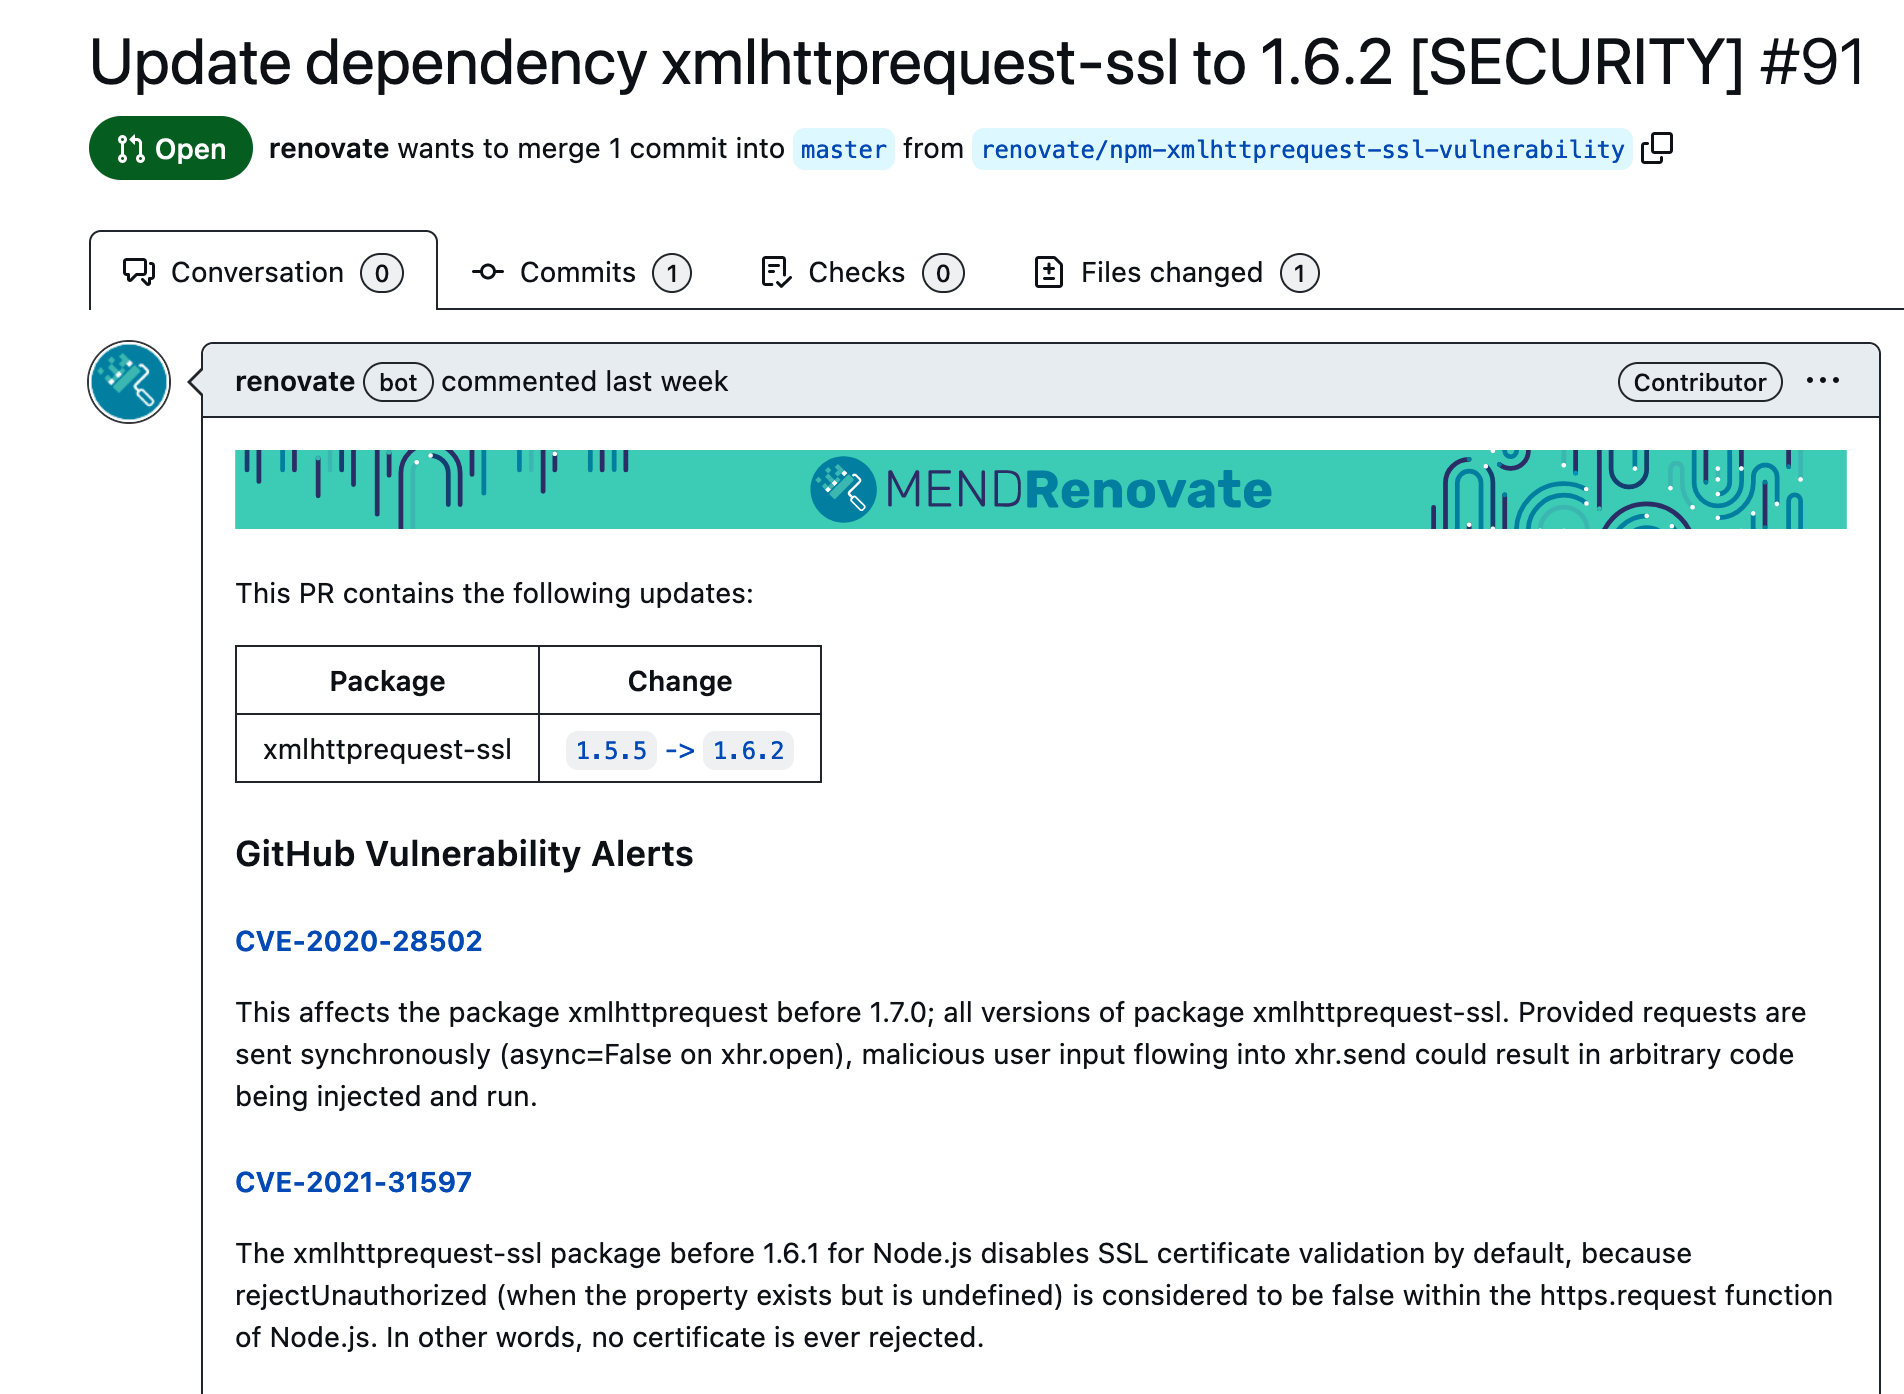 Update dependency xmlhttprequest-ssl to 1.6.2 [SECURITY] #91
Open renovate wants to merge 1 commit into master from renovate/npm-xmlhttprequest-ssl-vulnerability
Conversation 0 Commits 1 Checks 0 Files changed 1
renovate bot commented last week Contributor
MENDRenovate
This PR contains the following updates:
Package Change
xmlhttprequest-ssl 1.5.5 -> 1.6.2
GitHub Vulnerability Alerts
CVE-2020-28502
This affects the package xmlhttprequest before 1.7.0; all versions of package xmlhttprequest-ssl. Provided requests are
sent synchronously (async=False on xhr.open), malicious user input flowing into xhr.send could result in arbitrary code
being injected and run.
CVE-2021-31597
The xmlhttprequest-ssl package before 1.6.1 for Node.js disables SSL certificate validation by default, because
rejectUnauthorized (when the property exists but is undefined) is considered to be false within the https.request function
of Node.js. In other words, no certificate is ever rejected.